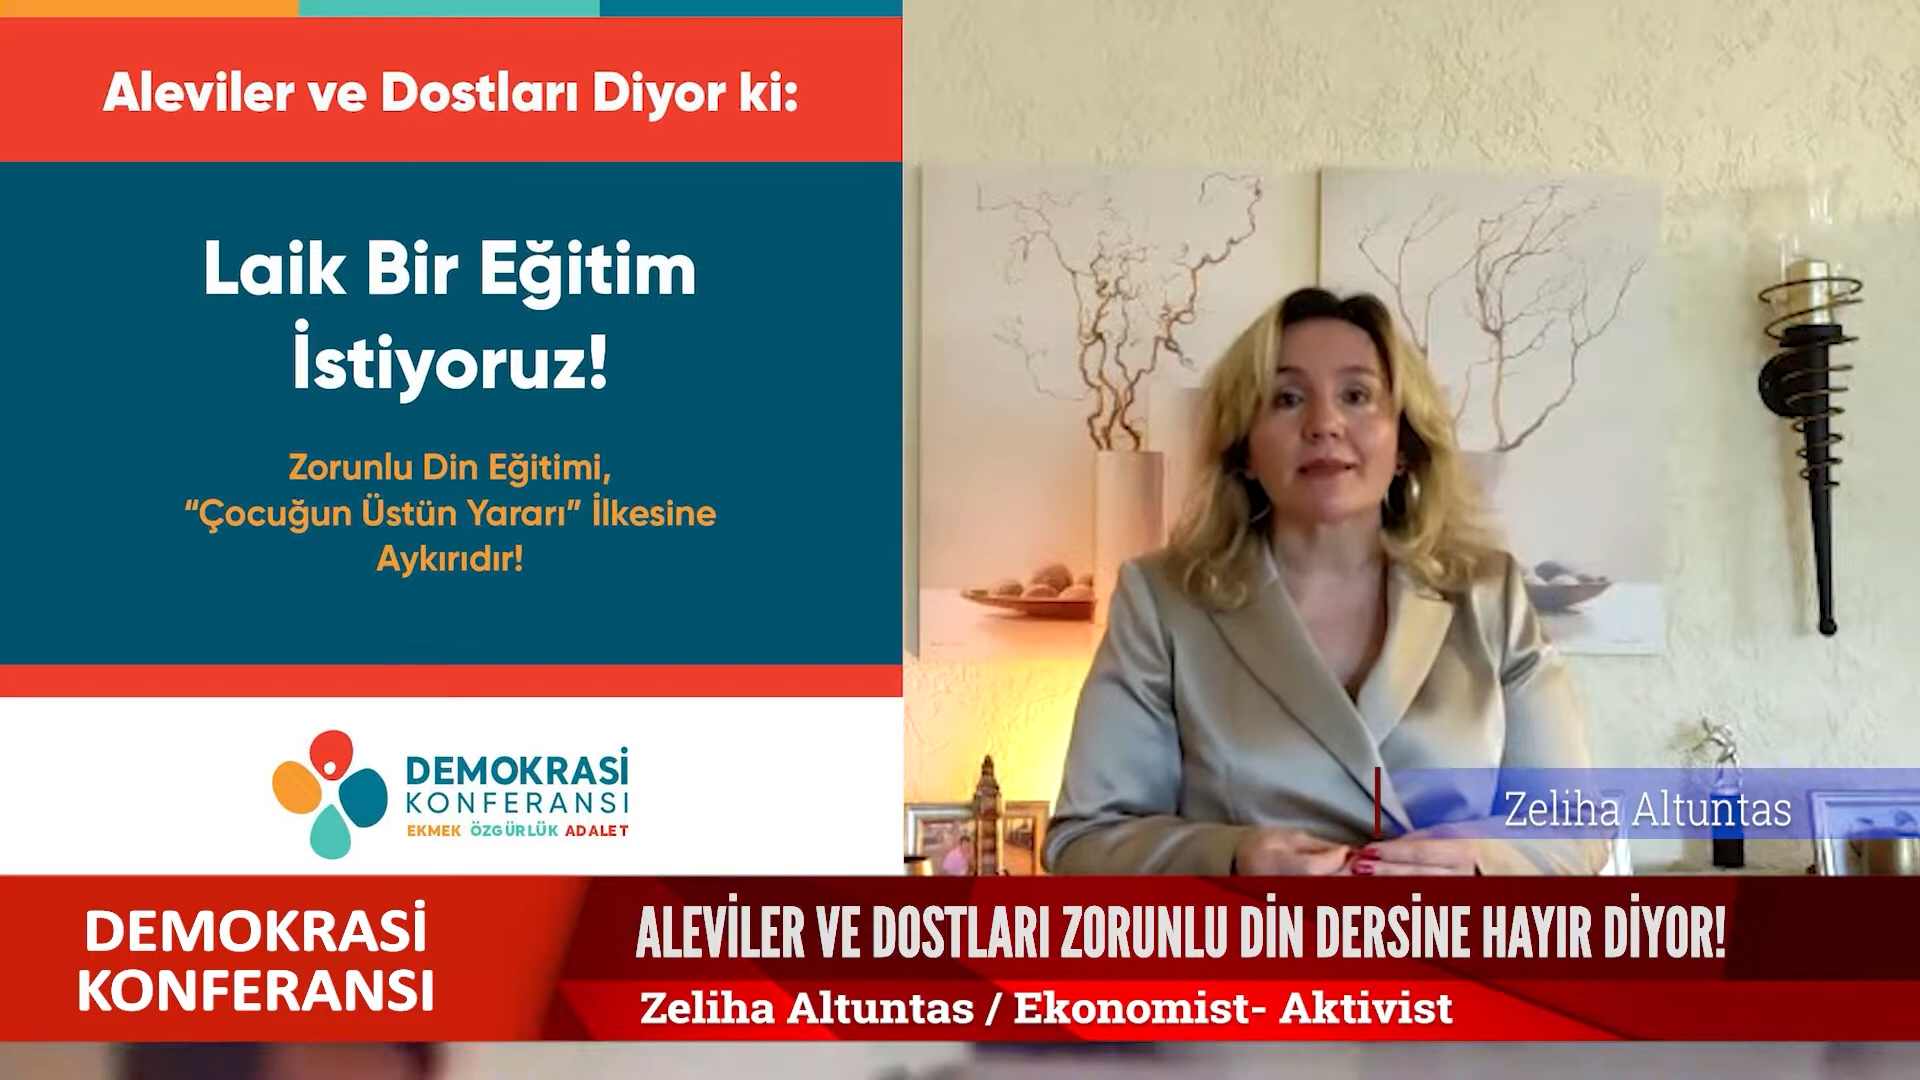 Aleviler ve Dostları Diyor ki:
Laik Bir Eğitim
İstiyoruz!
Zorunlu Din Eğitimi,
“Çocuğun Üstün Yararı” İlkesine
Aykırıdır!
DEMOKRASİ
KONFERANSI
EKMEK ÖZGÜRLÜK ADALET
Zeliha Altuntas
DEMOKRASİ
KONFERANSI
ALEVİLER VE DOSTLARI ZORUNLU DİN DERSİNE HAYIR DİYOR!
Zeliha Altuntas / Ekonomist- Aktivist